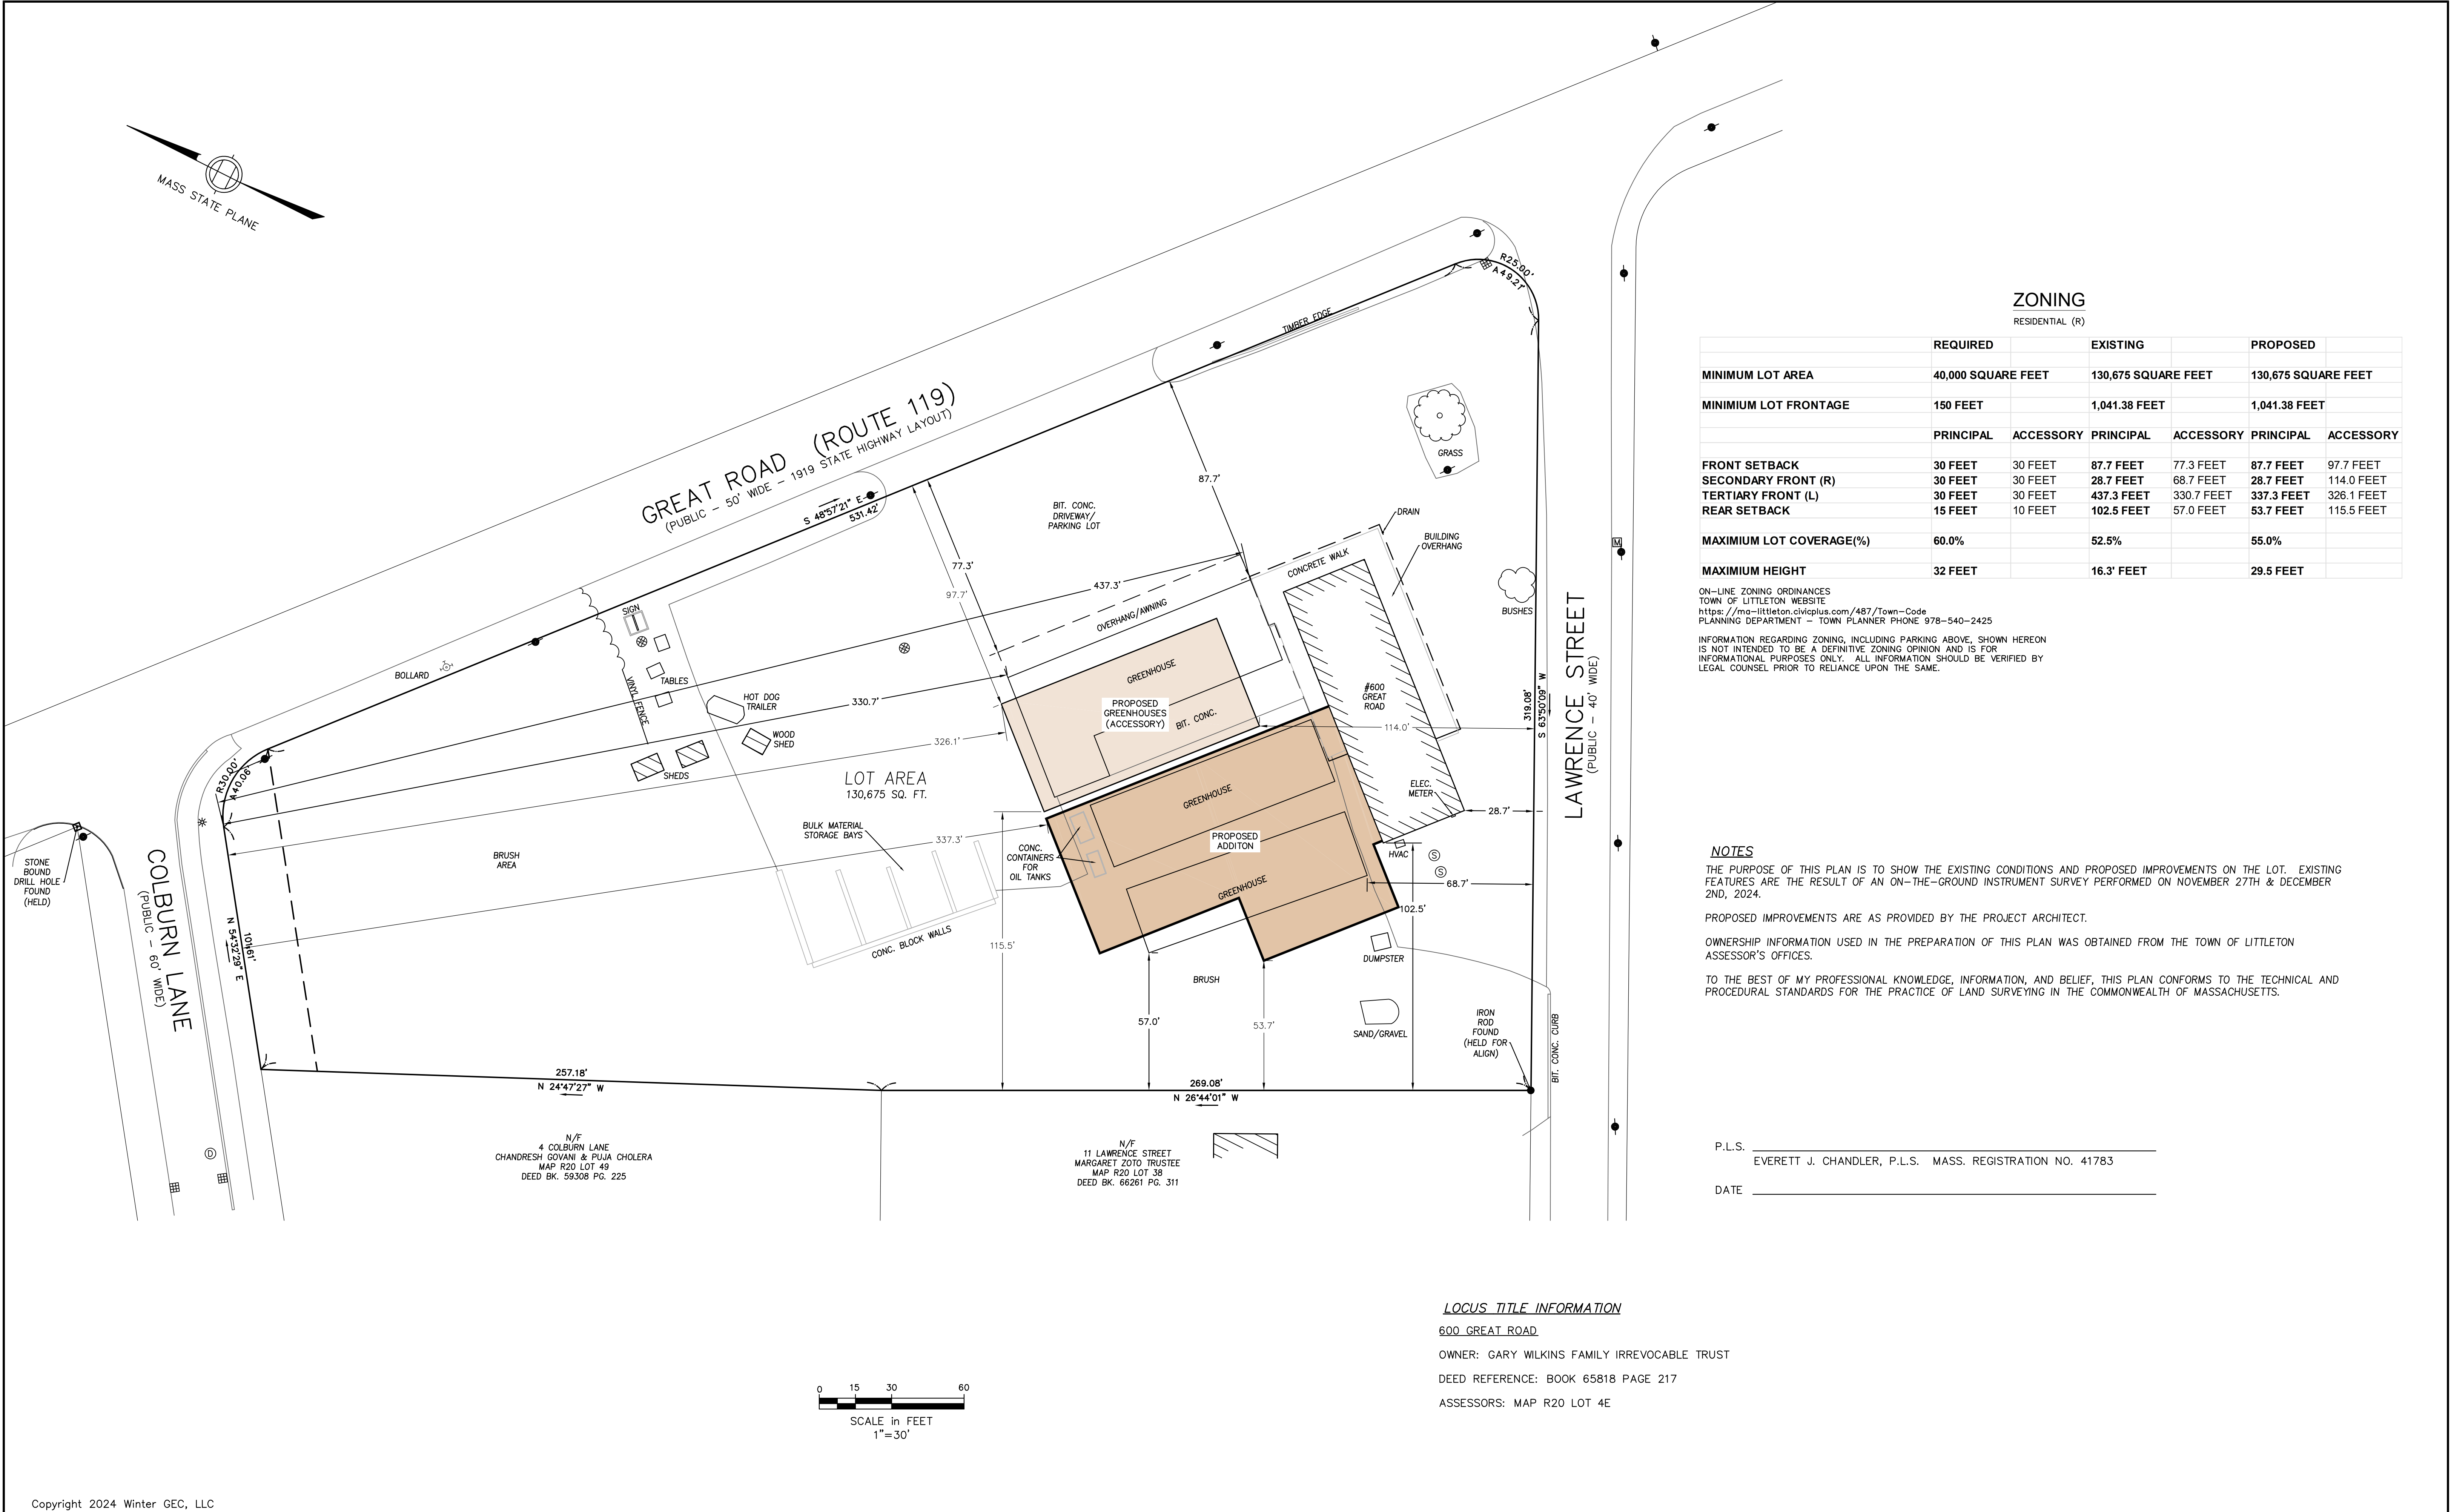 MASS STATE PLANE
GREAT ROAD (ROUTE 119)
(PUBLIC - 50' WIDE - 1919 STATE HIGHWAY LAYOUT)
S 48°57'21" E
531.42'
TIMBER EDGE
R25.00'
A49.21'
GRASS
87.7'
BIT. CONC.
DRIVEWAY/
PARKING LOT
DRAIN
BUILDING
OVERHANG
CONCRETE WALK
77.3'
97.7'
437.3'
OVERHANG/AWNING
BUSHES
SIGN
BOLLARD
TABLES
VINYL FENCE
HOT DOG
TRAILER
WOOD
SHED
SHEDS
330.7'
326.1'
GREENHOUSE
PROPOSED
GREENHOUSES
(ACCESSORY)
BIT. CONC.
#600
GREAT
ROAD
114.0'
319.08'
S 63°50'09" W
LAWRENCE STREET
(PUBLIC - 40' WIDE)
R30.00'
A40.06'
LOT AREA
130,675 SQ. FT.
GREENHOUSE
ELEC.
METER
28.7'
BULK MATERIAL
STORAGE BAYS
337.3'
CONC.
CONTAINERS
FOR
OIL TANKS
PROPOSED
ADDITON
HVAC
S
S
68.7'
GREENHOUSE
102.5'
STONE
BOUND
DRILL HOLE
FOUND
(HELD)
COLBURN LANE
(PUBLIC - 60' WIDE)
BRUSH
AREA
N 54°32'29" E
101.61'
CONC. BLOCK WALLS
115.5'
DUMPSTER
BRUSH
57.0'
53.7'
SAND/GRAVEL
IRON
ROD
FOUND
(HELD FOR
ALIGN)
BIT. CONC. CURB
257.18'
N 24°47'27" W
269.08'
N 26°44'01" W
D
M
N/F
4 COLBURN LANE
CHANDRESH GOVANI & PUJA CHOLERA
MAP R20 LOT 49
DEED BK. 59308 PG. 225
N/F
11 LAWRENCE STREET
MARGARET ZOTO TRUSTEE
MAP R20 LOT 38
DEED BK. 66261 PG. 311
ZONING
RESIDENTIAL (R)
REQUIRED EXISTING PROPOSED
MINIMUM LOT AREA 40,000 SQUARE FEET 130,675 SQUARE FEET 130,675 SQUARE FEET
MINIMIUM LOT FRONTAGE 150 FEET 1,041.38 FEET 1,041.38 FEET
PRINCIPAL ACCESSORY PRINCIPAL ACCESSORY PRINCIPAL ACCESSORY
FRONT SETBACK 30 FEET 30 FEET 87.7 FEET 77.3 FEET 87.7 FEET 97.7 FEET
SECONDARY FRONT (R) 30 FEET 30 FEET 28.7 FEET 68.7 FEET 28.7 FEET 114.0 FEET
TERTIARY FRONT (L) 30 FEET 30 FEET 437.3 FEET 330.7 FEET 337.3 FEET 326.1 FEET
REAR SETBACK 15 FEET 10 FEET 102.5 FEET 57.0 FEET 53.7 FEET 115.5 FEET
MAXIMIUM LOT COVERAGE(%) 60.0% 52.5% 55.0%
MAXIMIUM HEIGHT 32 FEET 16.3' FEET 29.5 FEET
ON-LINE ZONING ORDINANCES
TOWN OF LITTLETON WEBSITE
https://ma-littleton.civicplus.com/487/Town-Code
PLANNING DEPARTMENT - TOWN PLANNER PHONE 978-540-2425
INFORMATION REGARDING ZONING, INCLUDING PARKING ABOVE, SHOWN HEREON
IS NOT INTENDED TO BE A DEFINITIVE ZONING OPINION AND IS FOR
INFORMATIONAL PURPOSES ONLY. ALL INFORMATION SHOULD BE VERIFIED BY
LEGAL COUNSEL PRIOR TO RELIANCE UPON THE SAME.
NOTES
THE PURPOSE OF THIS PLAN IS TO SHOW THE EXISTING CONDITIONS AND PROPOSED IMPROVEMENTS ON THE LOT. EXISTING
FEATURES ARE THE RESULT OF AN ON-THE-GROUND INSTRUMENT SURVEY PERFORMED ON NOVEMBER 27TH & DECEMBER
2ND, 2024.
PROPOSED IMPROVEMENTS ARE AS PROVIDED BY THE PROJECT ARCHITECT.
OWNERSHIP INFORMATION USED IN THE PREPARATION OF THIS PLAN WAS OBTAINED FROM THE TOWN OF LITTLETON
ASSESSOR'S OFFICES.
TO THE BEST OF MY PROFESSIONAL KNOWLEDGE, INFORMATION, AND BELIEF, THIS PLAN CONFORMS TO THE TECHNICAL AND
PROCEDURAL STANDARDS FOR THE PRACTICE OF LAND SURVEYING IN THE COMMONWEALTH OF MASSACHUSETTS.
P.L.S.
EVERETT J. CHANDLER, P.L.S. MASS. REGISTRATION NO. 41783
DATE
LOCUS TITLE INFORMATION
600 GREAT ROAD
OWNER: GARY WILKINS FAMILY IRREVOCABLE TRUST
DEED REFERENCE: BOOK 65818 PAGE 217
ASSESSORS: MAP R20 LOT 4E
0 15 30 60
SCALE in FEET
1"=30'
Copyright 2024 Winter GEC, LLC